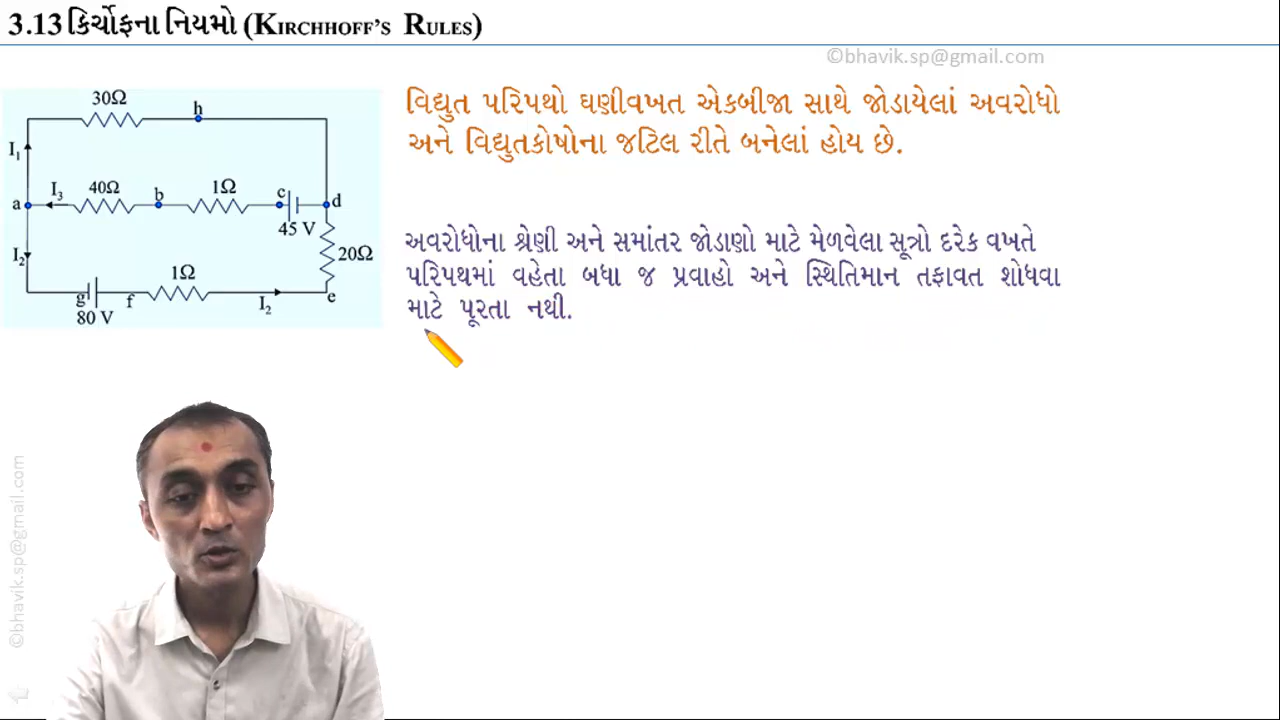 3.13 કિર્ચોફના નિયમો (KIRCHHOFF'S RULES)
©bhavik.sp@gmail.com
30Ω
h
I₁
a
I₃
40Ω
b
1Ω
c
d
45 V
20Ω
I₂
1Ω
g
f
I₂
e
80 V
વિદ્યુત પરિપથો ઘણીવખત એકબીજા સાથે જોડાયેલાં અવરોધો
અને વિદ્યુતકોષોના જટિલ રીતે બનેલાં હોય છે.
અવરોધોના શ્રેણી અને સમાંતર જોડાણો માટે મેળવેલા સૂત્રો દરેક વખતે
પરિપથમાં વહેતા બધા જ પ્રવાહો અને સ્થિતિમાન તફાવત શોધવા
માટે પૂરતા નથી.
©bhavik.sp@gmail.com